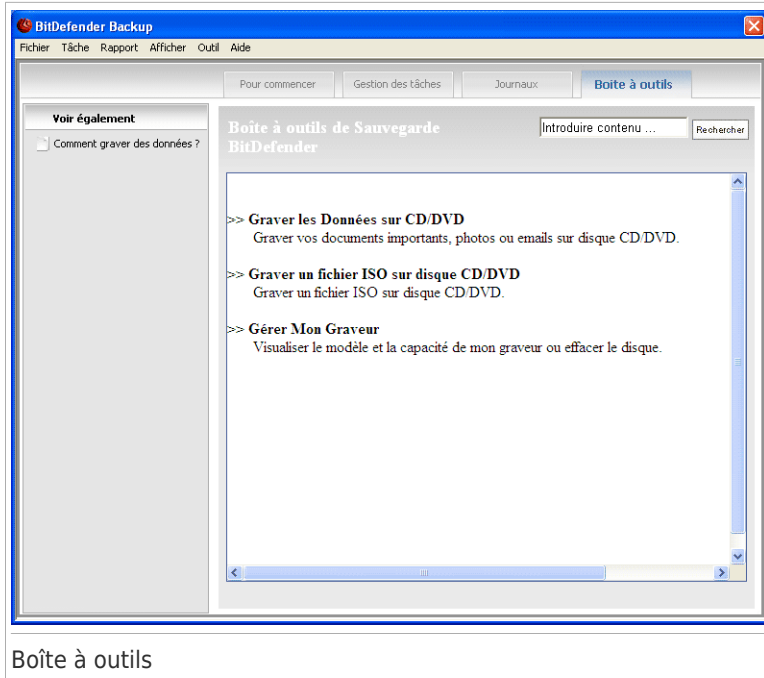 BitDefender Backup
Fichier Tâche Rapport Afficher Outil Aide
Pour commencer Gestion des tâches Journaux Boite à outils
Voir également
Comment graver des données ?
Boîte à outils de Sauvegarde
BitDefender
Introduire contenu ... Rechercher
>> Graver les Données sur CD/DVD
Graver vos documents importants, photos ou emails sur disque CD/DVD.
>> Graver un fichier ISO sur disque CD/DVD
Graver un fichier ISO sur disque CD/DVD.
>> Gérer Mon Graveur
Visualiser le modèle et la capacité de mon graveur ou effacer le disque.
Boîte à outils